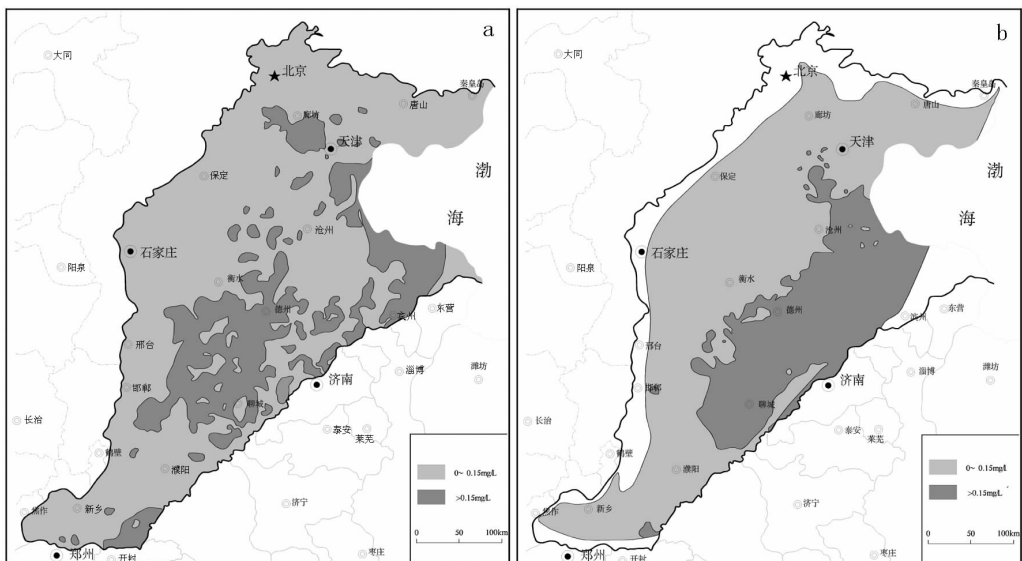 a
大同
北京
秦皇岛
唐山
廊坊
天津
渤
海
保定
沧州
石家庄
阳泉
衡水
德州
滨州
东营
邢台
淄博
潍坊
济南
邯郸
聊城
长治
泰安
莱芜
鹤壁
濮阳
0~ 0.15mg/L
>0.15mg/L
焦作
新乡
济宁
郑州
开封
枣庄
0 50 100km
b
大同
北京
秦皇岛
唐山
廊坊
天津
渤
海
保定
沧州
石家庄
阳泉
衡水
德州
滨州
东营
邢台
淄博
潍坊
济南
邯郸
聊城
长治
泰安
莱芜
鹤壁
濮阳
0~ 0.15mg/L
>0.15mg/L
焦作
新乡
济宁
郑州
开封
枣庄
0 50 100km